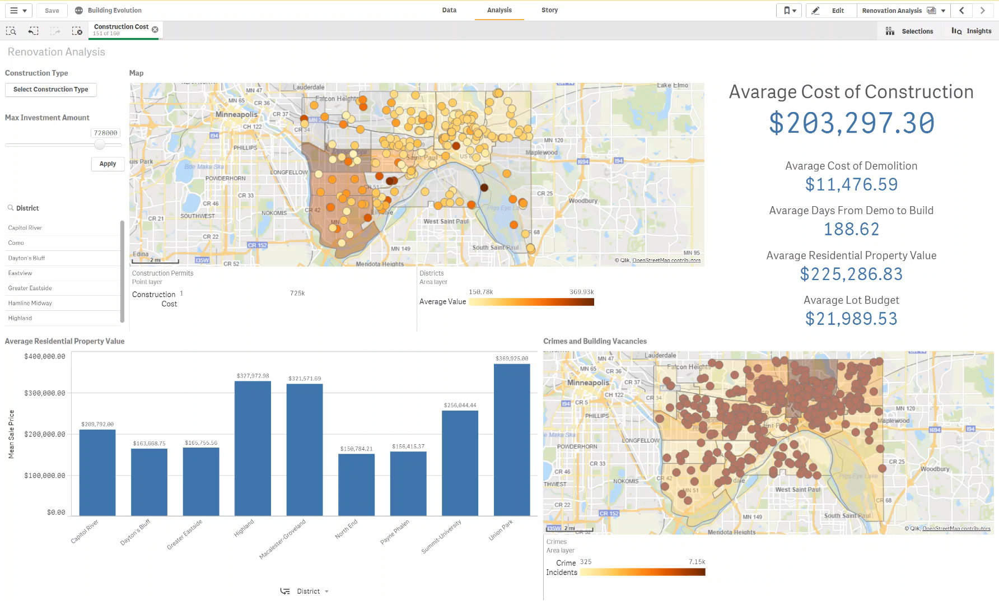 Save
Building Evolution
Data
Analysis
Story
Edit
Renovation Analysis
Construction Cost
151 of 160
Selections
Insights
Renovation Analysis
Construction Type
Select Construction Type
Max Investment Amount
728000
Apply
District
Capitol River
Como
Dayton's Bluff
Eastview
Greater Eastside
Hamline Midway
Highland
Map
MN 47
Lauderdale
Lake Elmo
MN 65
CR 36
Falcon Heights
Minneapolis
CR 37
CH 122
CR 34
I94
PHILLIPS
MN 120
Maplewood
Saint Paul
uis Park
Bde Maka Ska
LONGFELLOW
I694
I94
POWDERHORN
CR 51
CR 33
CR 25
Woodbury
CR 46
SOUTHWEST
NOKOMIS
CR 42
Pigs Eye La
CR 21
West Saint Paul
CR 22
CR 152
68
MN 149
South Saint Paul
Edina
I35W
CR 52
Mendota Heights
MN 95
2 mi
© Qlik, OpenStreetMap contributors
Construction Permits
Point layer
Construction Cost
1
725k
Districts
Area layer
150.78k
369.93k
Average Value
Avarage Cost of Construction
$203,297.30
Avarage Cost of Demolition
$11,476.59
Avarage Days From Demo to Build
188.62
Avarage Residential Property Value
$225,286.83
Avarage Lot Budget
$21,989.53
Average Residential Property Value
Mean Sale Price
$400,000.00
$300,000.00
$200,000.00
$100,000.00
$0.00
$209,792.00
$163,668.75
$165,755.56
$327,972.98
$321,571.69
$150,784.21
$156,415.37
$256,044.44
$369,925.00
Capitol River
Dayton's Bluff
Greater Eastside
Highland
Macalester-Groveland
North End
Payne Phalen
Summit-University
Union Park
District
Crimes and Building Vacancies
MN 47
Lauderdale
MN 65
CR 36
Falcon Heights
Minneapolis
CR 37
CH 122
CR 34
I94
CR 5
PHILLIPS
MN 120
Maplewood
e Maka Ska
LONGFELLOW
I694
I94
POWDERHORN
CR 33
CR 25
Woodbury
CR 46
THWEST
NOKOMIS
CR 42
dale
Pigs Eye Lake
MN 51
West Saint Paul
CR 22
CR 68
CR 152
MN 149
South Saint Paul
I35W
2 mi
Mendota Heights
© Qlik, OpenStreetMap contributors
Crimes
Area layer
Crime Incidents
325
7.15k